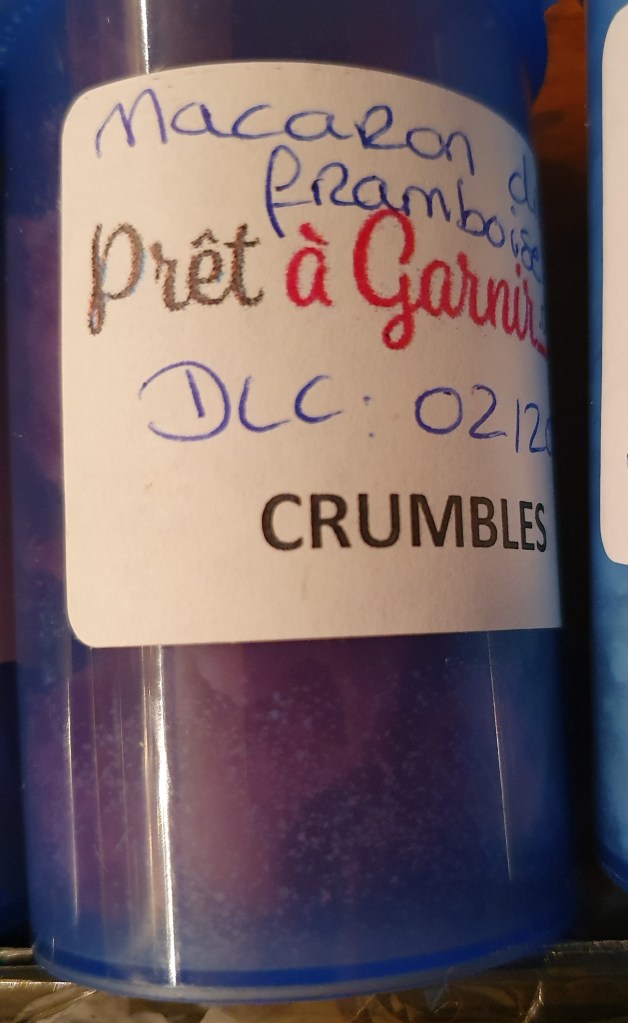 Macaron
framboise
Prêt à Garnir
DLC: 02/20
CRUMBLES